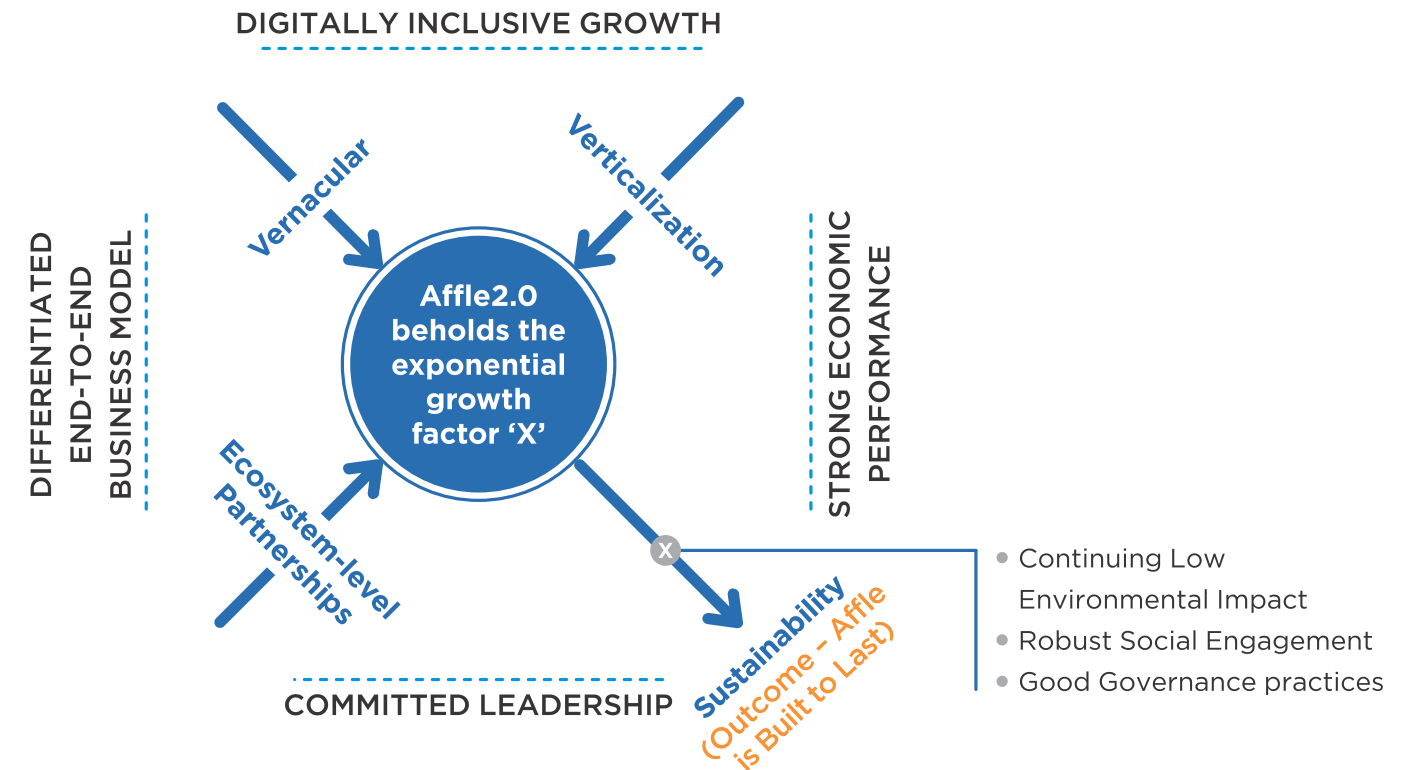 DIGITALLY INCLUSIVE GROWTH
Vernacular
Verticalization
DIFFERENTIATED
END-TO-END
BUSINESS MODEL
Affle2.0
beholds the
exponential
growth
factor ‘X’
STRONG ECONOMIC
PERFORMANCE
Ecosystem-level
Partnerships
X
Sustainability
(Outcome – Affle
is Built to Last)
Continuing Low
Environmental Impact
Robust Social Engagement
Good Governance practices
COMMITTED LEADERSHIP